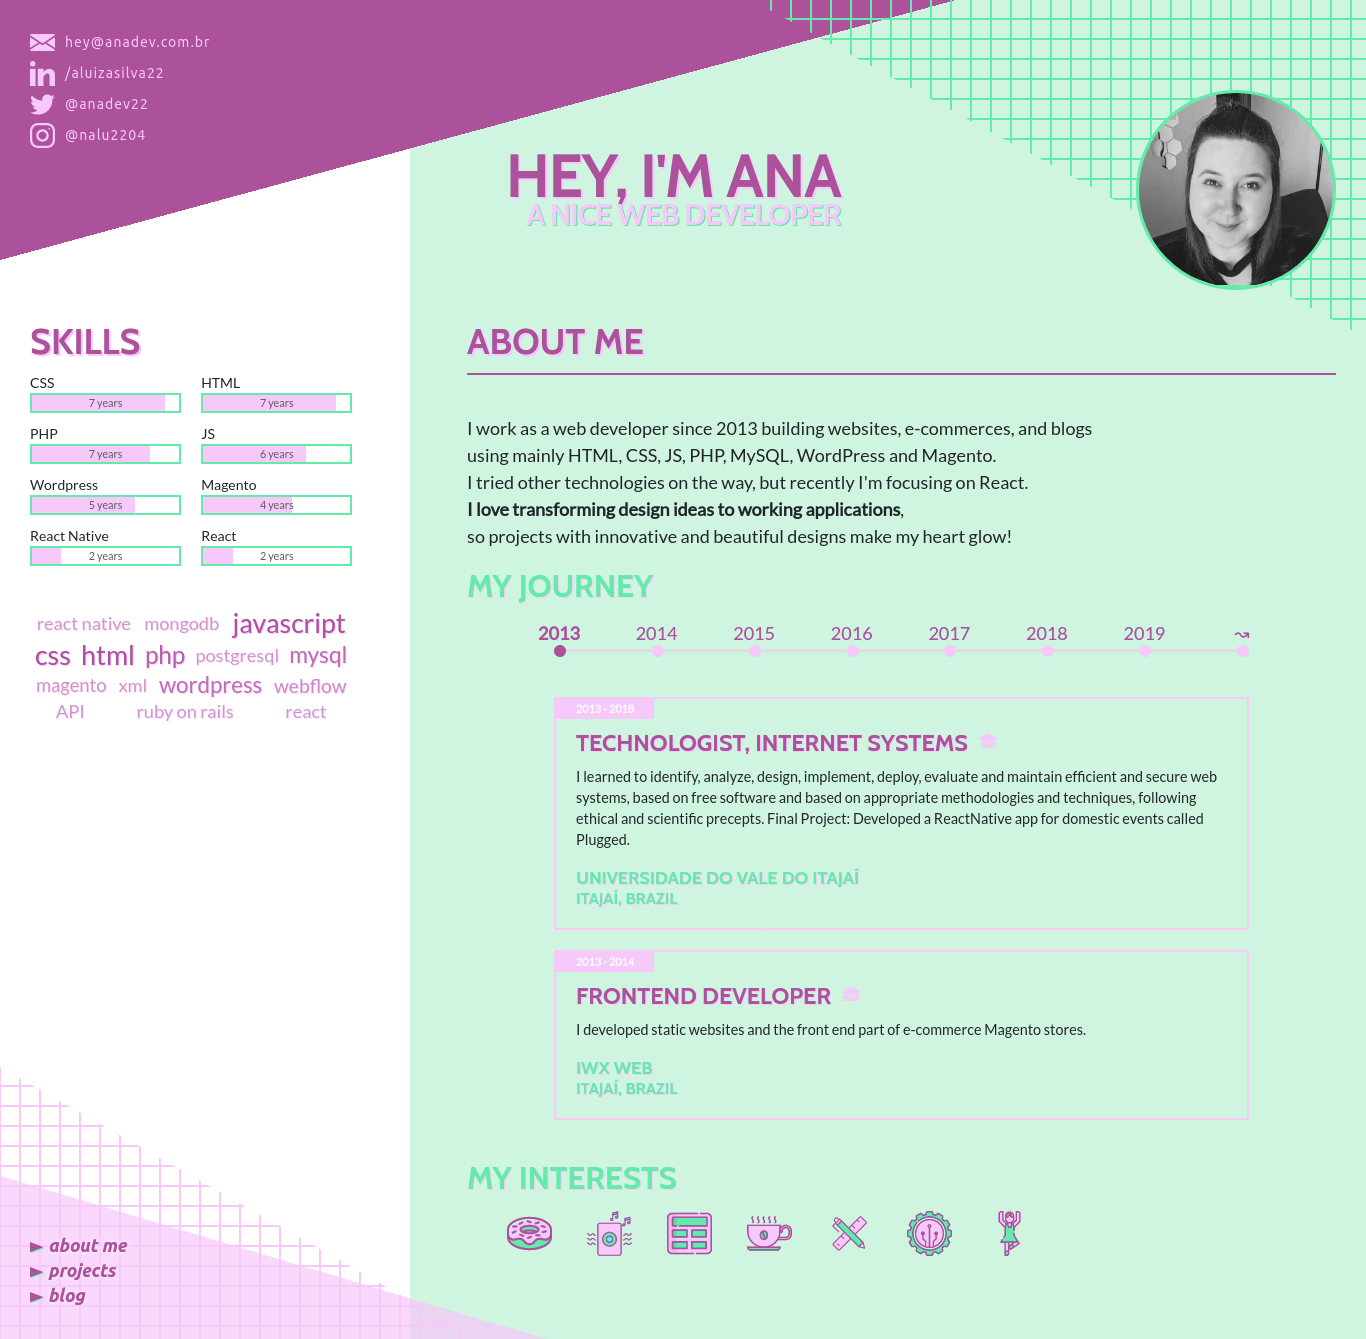 hey@anadev.com.br
/aluizasilva22
@anadev22
@nalu2204
HEY, I'M ANA
A NICE WEB DEVELOPER
SKILLS
CSS
7 years
HTML
7 years
PHP
7 years
JS
6 years
Wordpress
5 years
Magento
4 years
React Native
2 years
React
2 years
react native mongodb javascript
css html php postgresql mysql
magento xml wordpress webflow
API ruby on rails react
about me
projects
blog
ABOUT ME
I work as a web developer since 2013 building websites, e-commerces, and blogs
using mainly HTML, CSS, JS, PHP, MySQL, WordPress and Magento.
I tried other technologies on the way, but recently I'm focusing on React.
I love transforming design ideas to working applications,
so projects with innovative and beautiful designs make my heart glow!
MY JOURNEY
2013 2014 2015 2016 2017 2018 2019 ↝
2013 - 2018
TECHNOLOGIST, INTERNET SYSTEMS
I learned to identify, analyze, design, implement, deploy, evaluate and maintain efficient and secure web
systems, based on free software and based on appropriate methodologies and techniques, following
ethical and scientific precepts. Final Project: Developed a ReactNative app for domestic events called
Plugged.
UNIVERSIDADE DO VALE DO ITAJAÍ
ITAJAÍ, BRAZIL
2013 - 2014
FRONTEND DEVELOPER
I developed static websites and the front end part of e-commerce Magento stores.
IWX WEB
ITAJAÍ, BRAZIL
MY INTERESTS